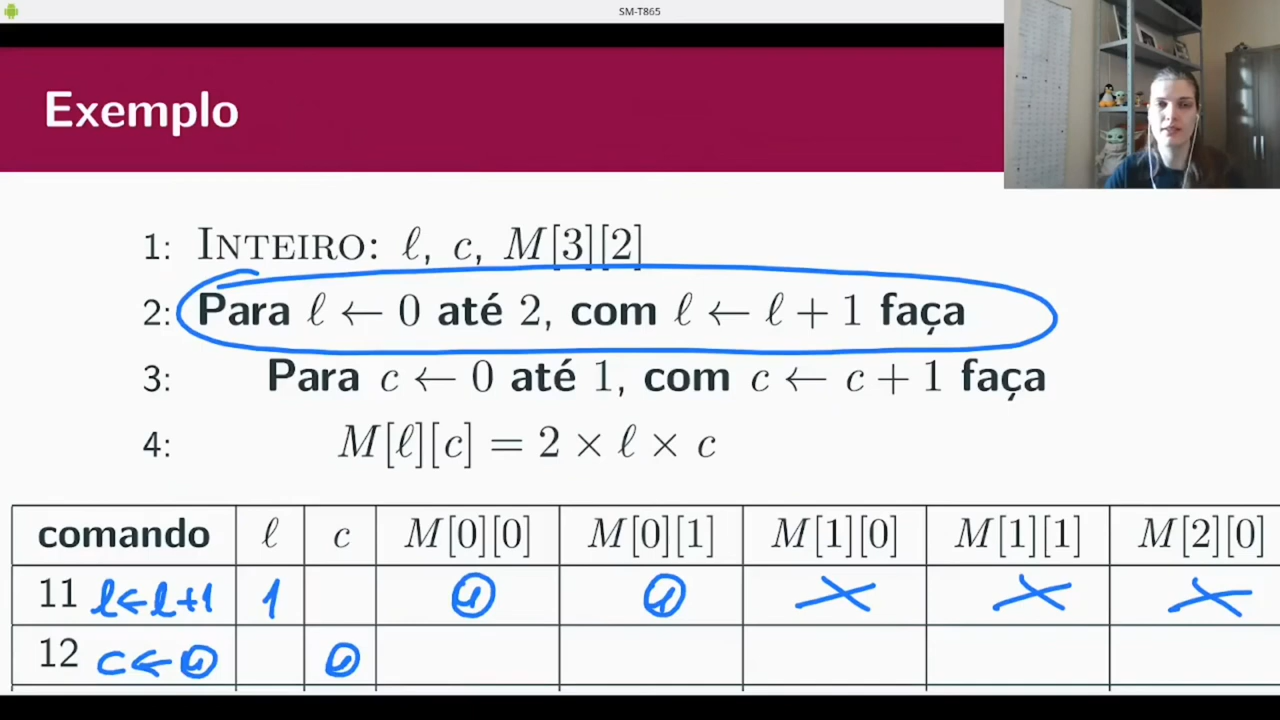 SM-T865
Exemplo
1: INTEIRO: ℓ, c, M[3][2]
2: Para ℓ ← 0 até 2, com ℓ ← ℓ + 1 faça
3: Para c ← 0 até 1, com c ← c + 1 faça
4: M[ℓ][c] = 2 × ℓ × c
comando ℓ c M[0][0] M[0][1] M[1][0] M[1][1] M[2][0]
11 ℓ←ℓ+1 1 0 0 × × ×
12 c←0 0